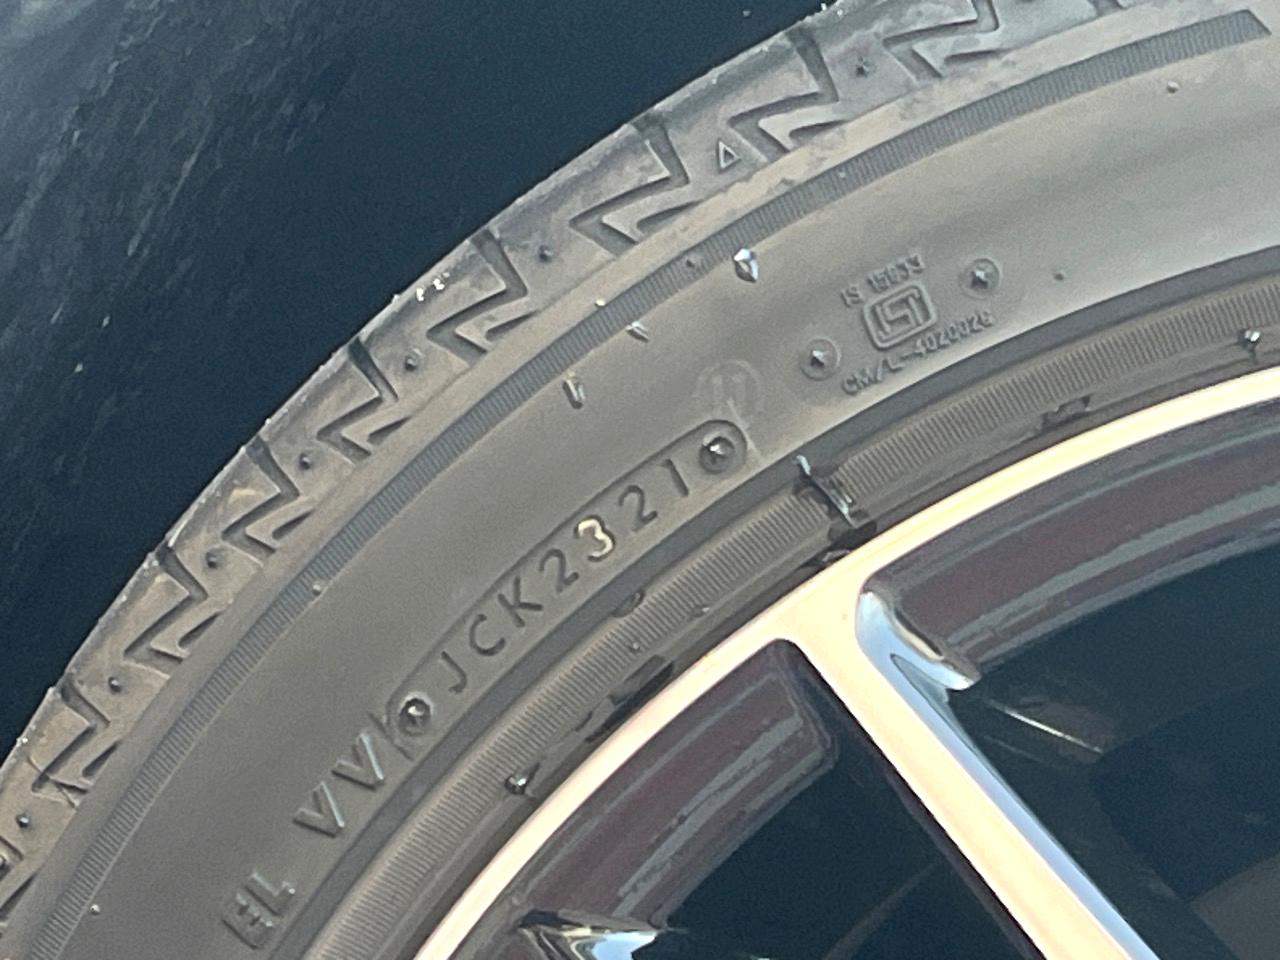 IS 15633
CM/L-4020026
JCK2321
EL VV